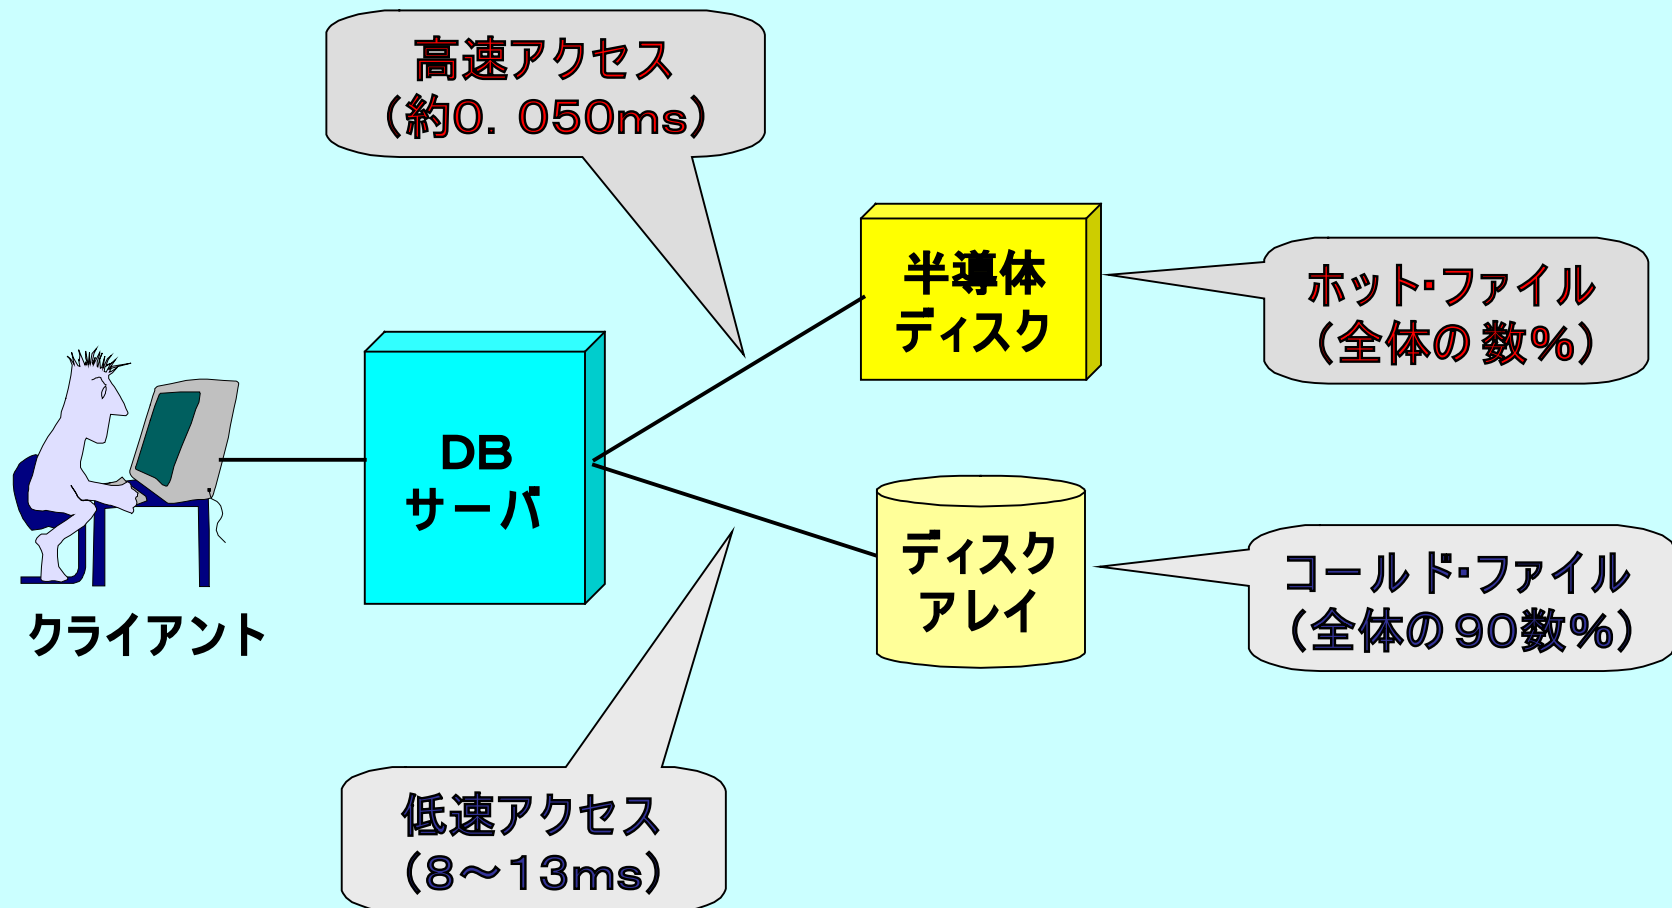 高速アクセス
(約0．050ms)
半導体
ディスク
ホット･ファイル
(全体の数%)
DB
サーバ
ディスク
アレイ
コールド･ファイル
(全体の90数%)
クライアント
低速アクセス
(8～13ms)